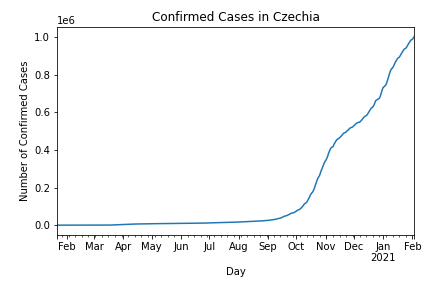 Confirmed Cases in Czechia
1e6
Number of Confirmed Cases
1.0
0.8
0.6
0.4
0.2
0.0
Feb Mar Apr May Jun Jul Aug Sep Oct Nov Dec Jan Feb
2021
Day